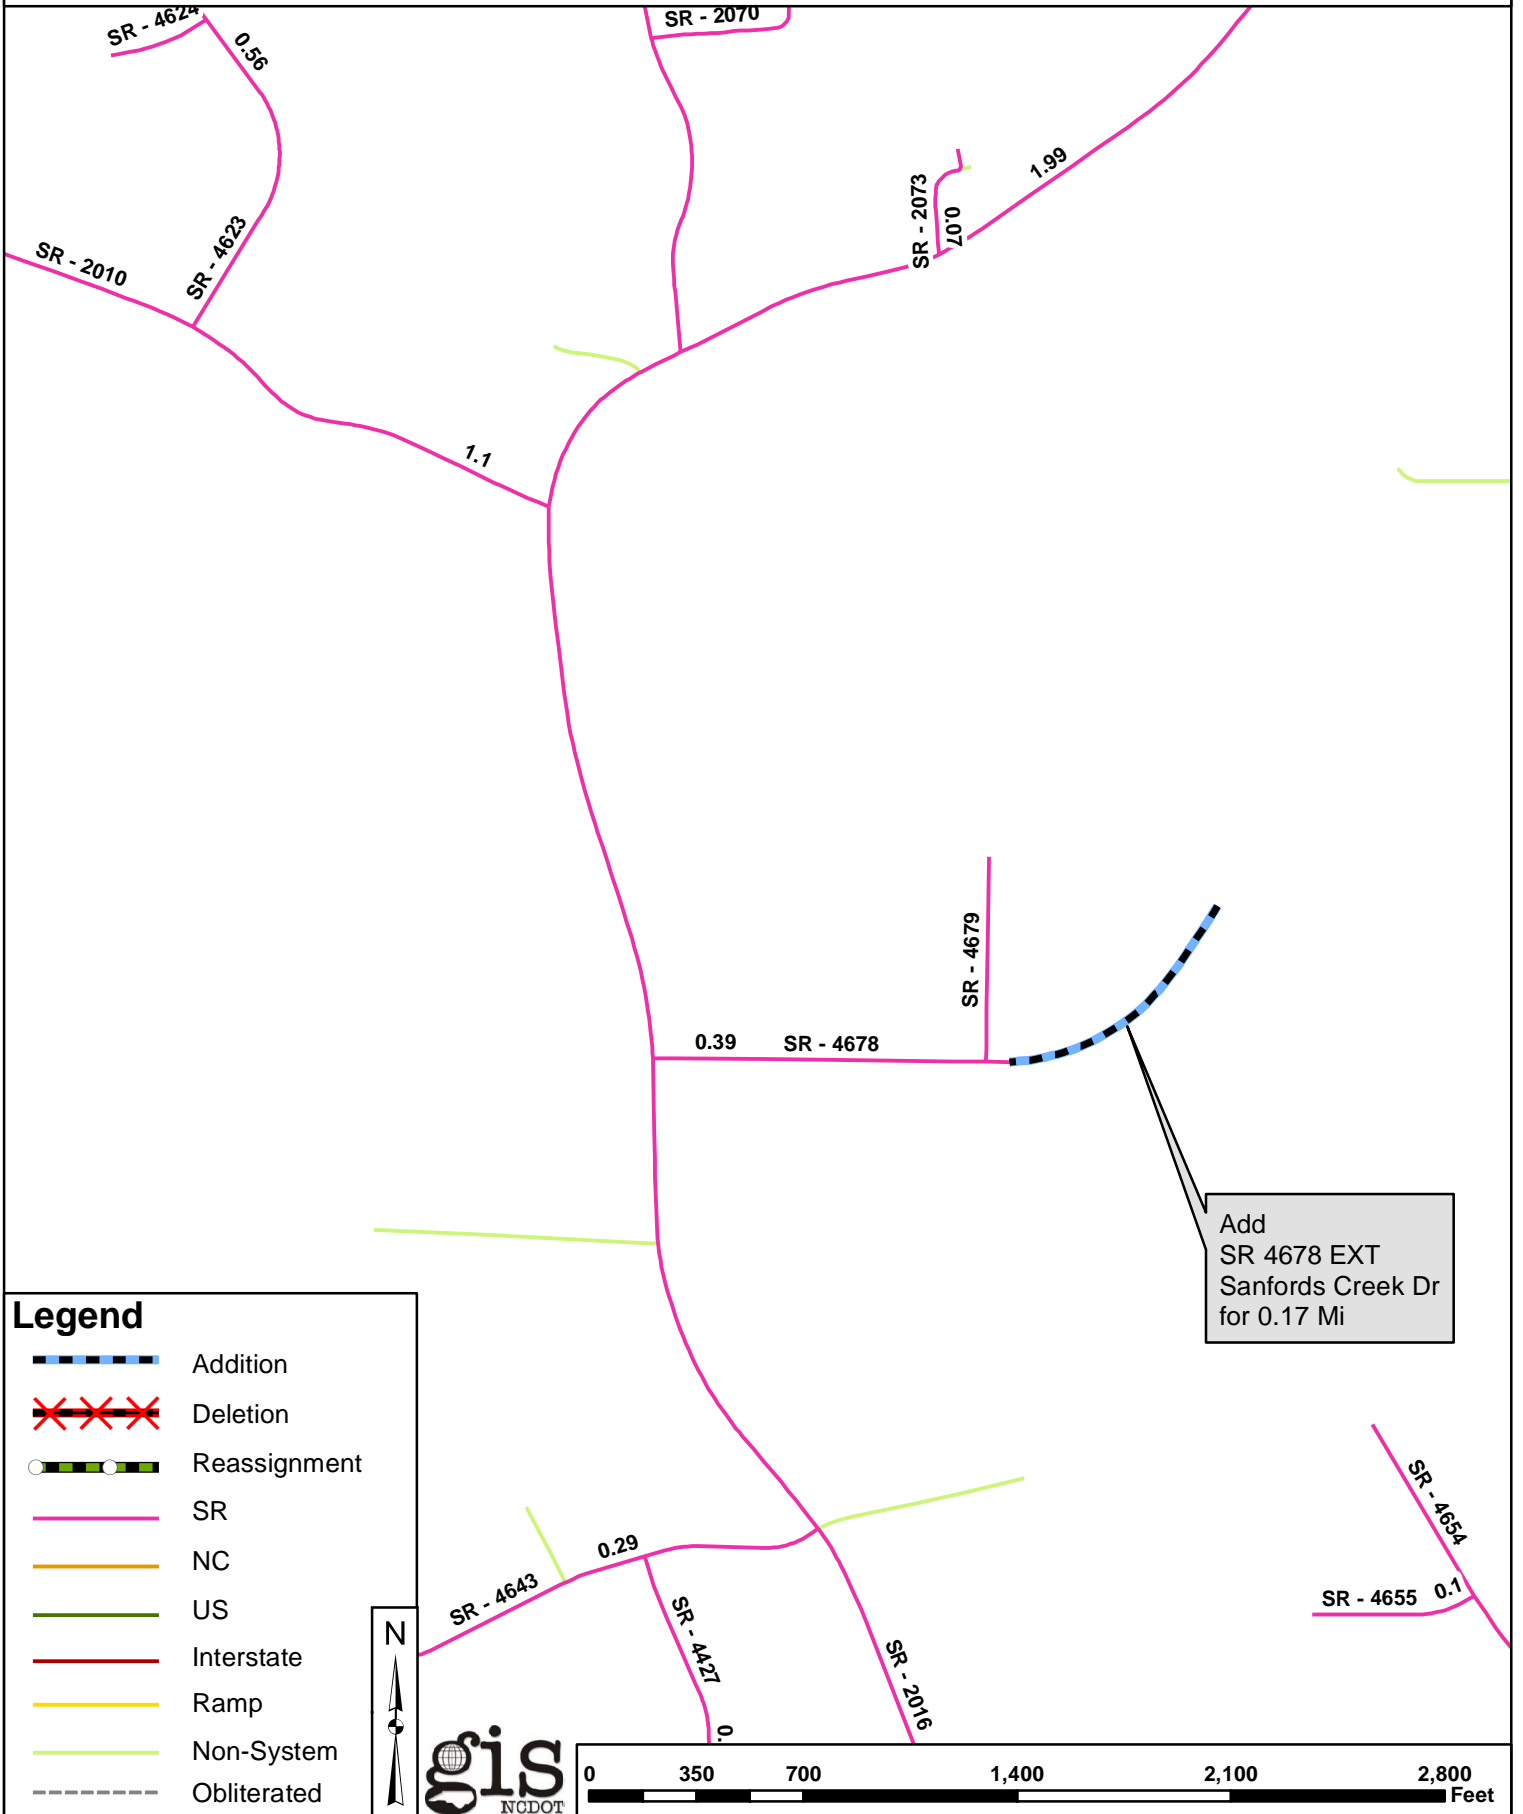 SR - 4624
0.56
SR - 2070
1.99
SR - 2073
0.07
SR - 4623
SR - 2010
1.1
SR - 4679
0.39
SR - 4678
Add
SR 4678 EXT
Sanfords Creek Dr
for 0.17 Mi
Legend
Addition
Deletion
Reassignment
SR
NC
US
Interstate
Ramp
Non-System
Obliterated
N
SR - 4654
0.29
SR - 4643
SR - 4655
0.1
SR - 4427
SR - 2016
0.
gis
NCDOT
0 350 700 1,400 2,100 2,800
Feet